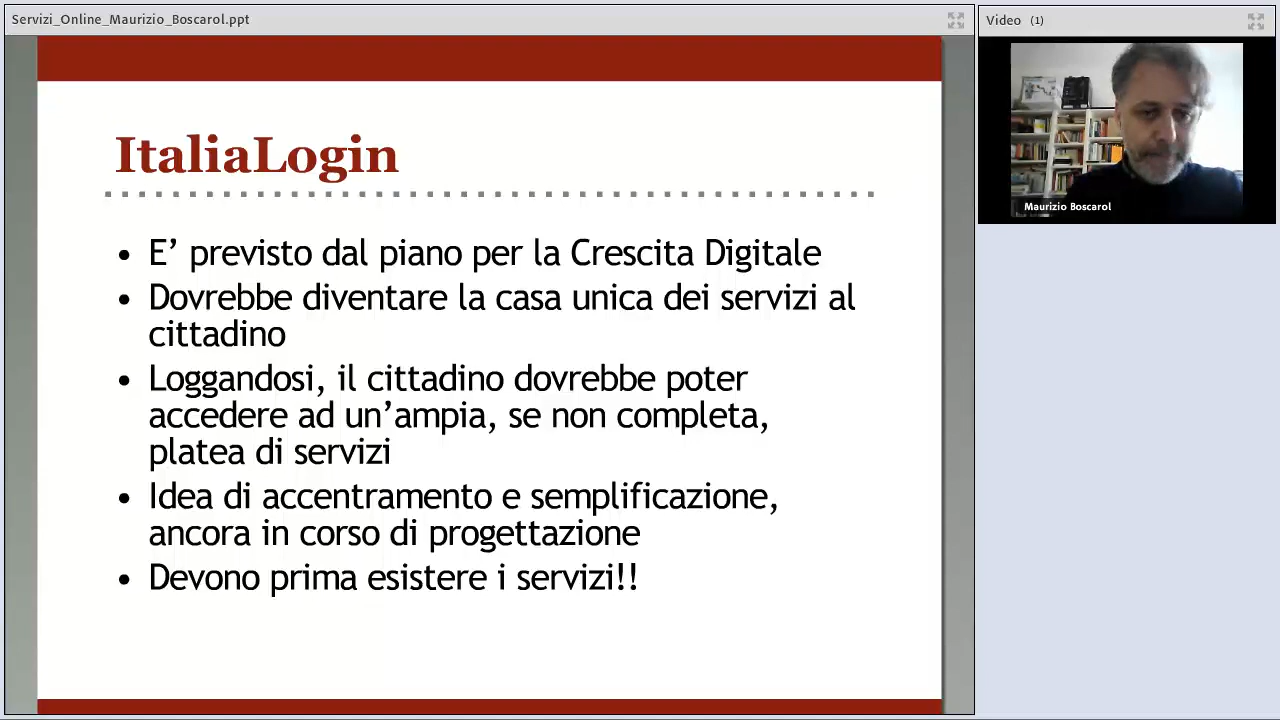 Servizi_Online_Maurizio_Boscarol.ppt
Video (1)
Maurizio Boscarol
ItaliaLogin
• E’ previsto dal piano per la Crescita Digitale
• Dovrebbe diventare la casa unica dei servizi al
cittadino
• Loggandosi, il cittadino dovrebbe poter
accedere ad un’ampia, se non completa,
platea di servizi
• Idea di accentramento e semplificazione,
ancora in corso di progettazione
• Devono prima esistere i servizi!!